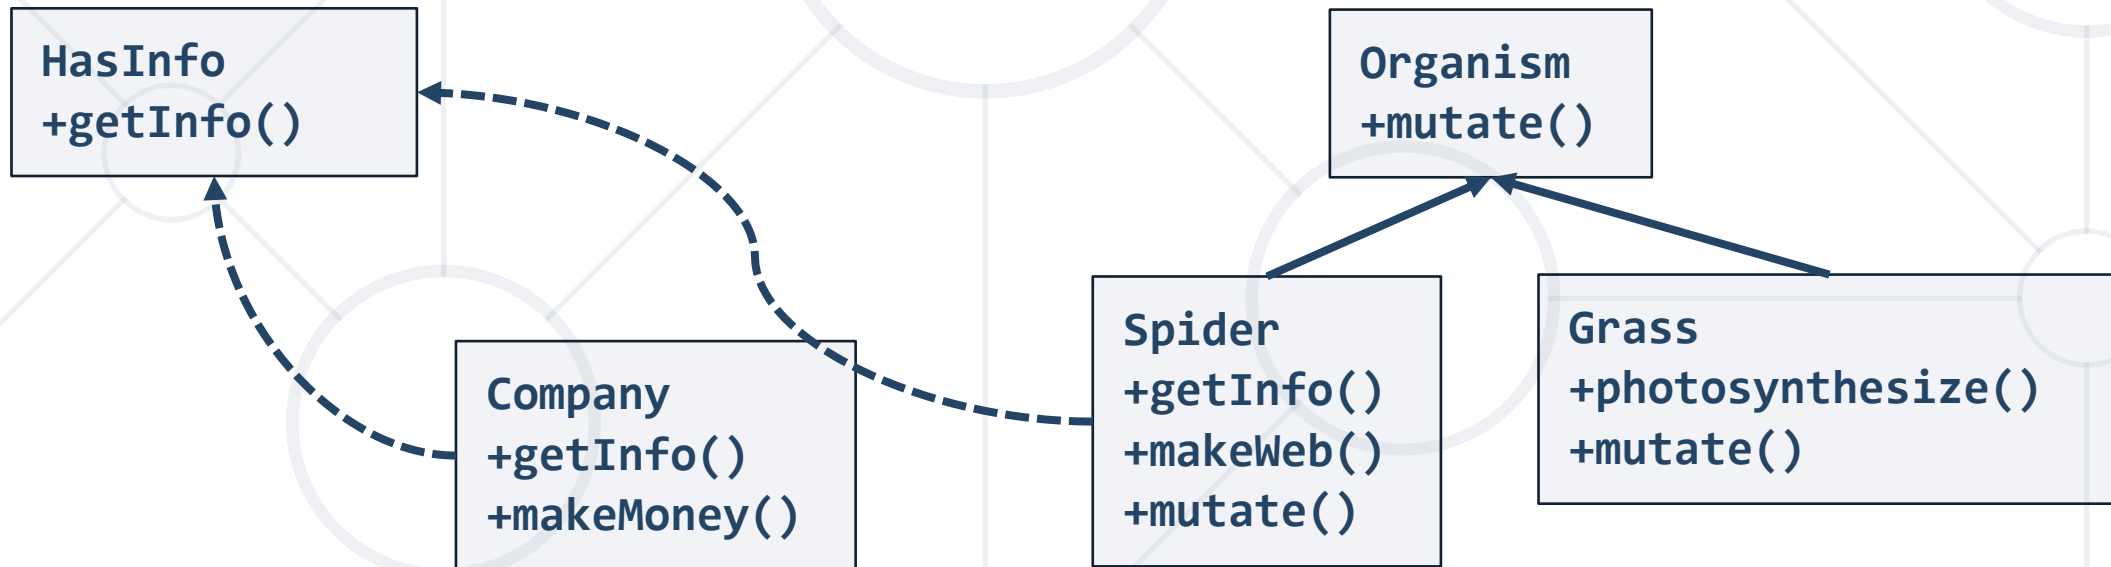 HasInfo
+getInfo()
Organism
+mutate()
Company
+getInfo()
+makeMoney()
Spider
+getInfo()
+makeWeb()
+mutate()
Grass
+photosynthesize()
+mutate()